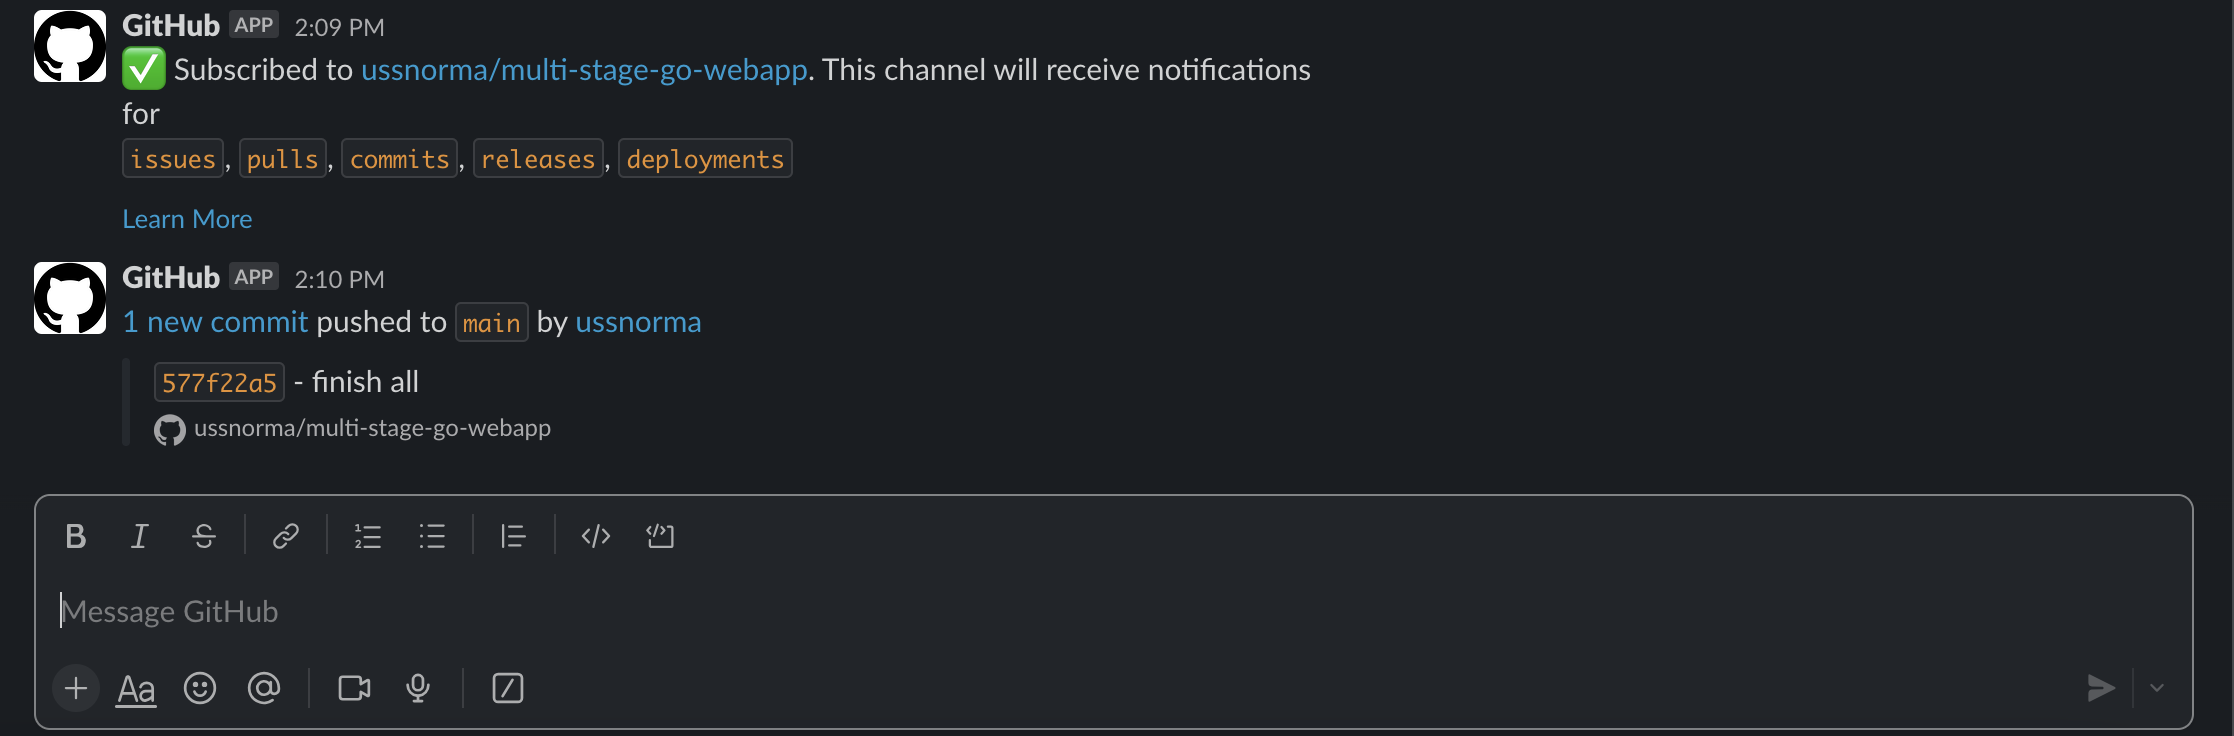 GitHub APP 2:09 PM
✅ Subscribed to ussnorma/multi-stage-go-webapp. This channel will receive notifications
for
issues, pulls, commits, releases, deployments
Learn More
GitHub APP 2:10 PM
1 new commit pushed to main by ussnorma
577f22a5 - finish all
ussnorma/multi-stage-go-webapp
B I S
Message GitHub
Aa